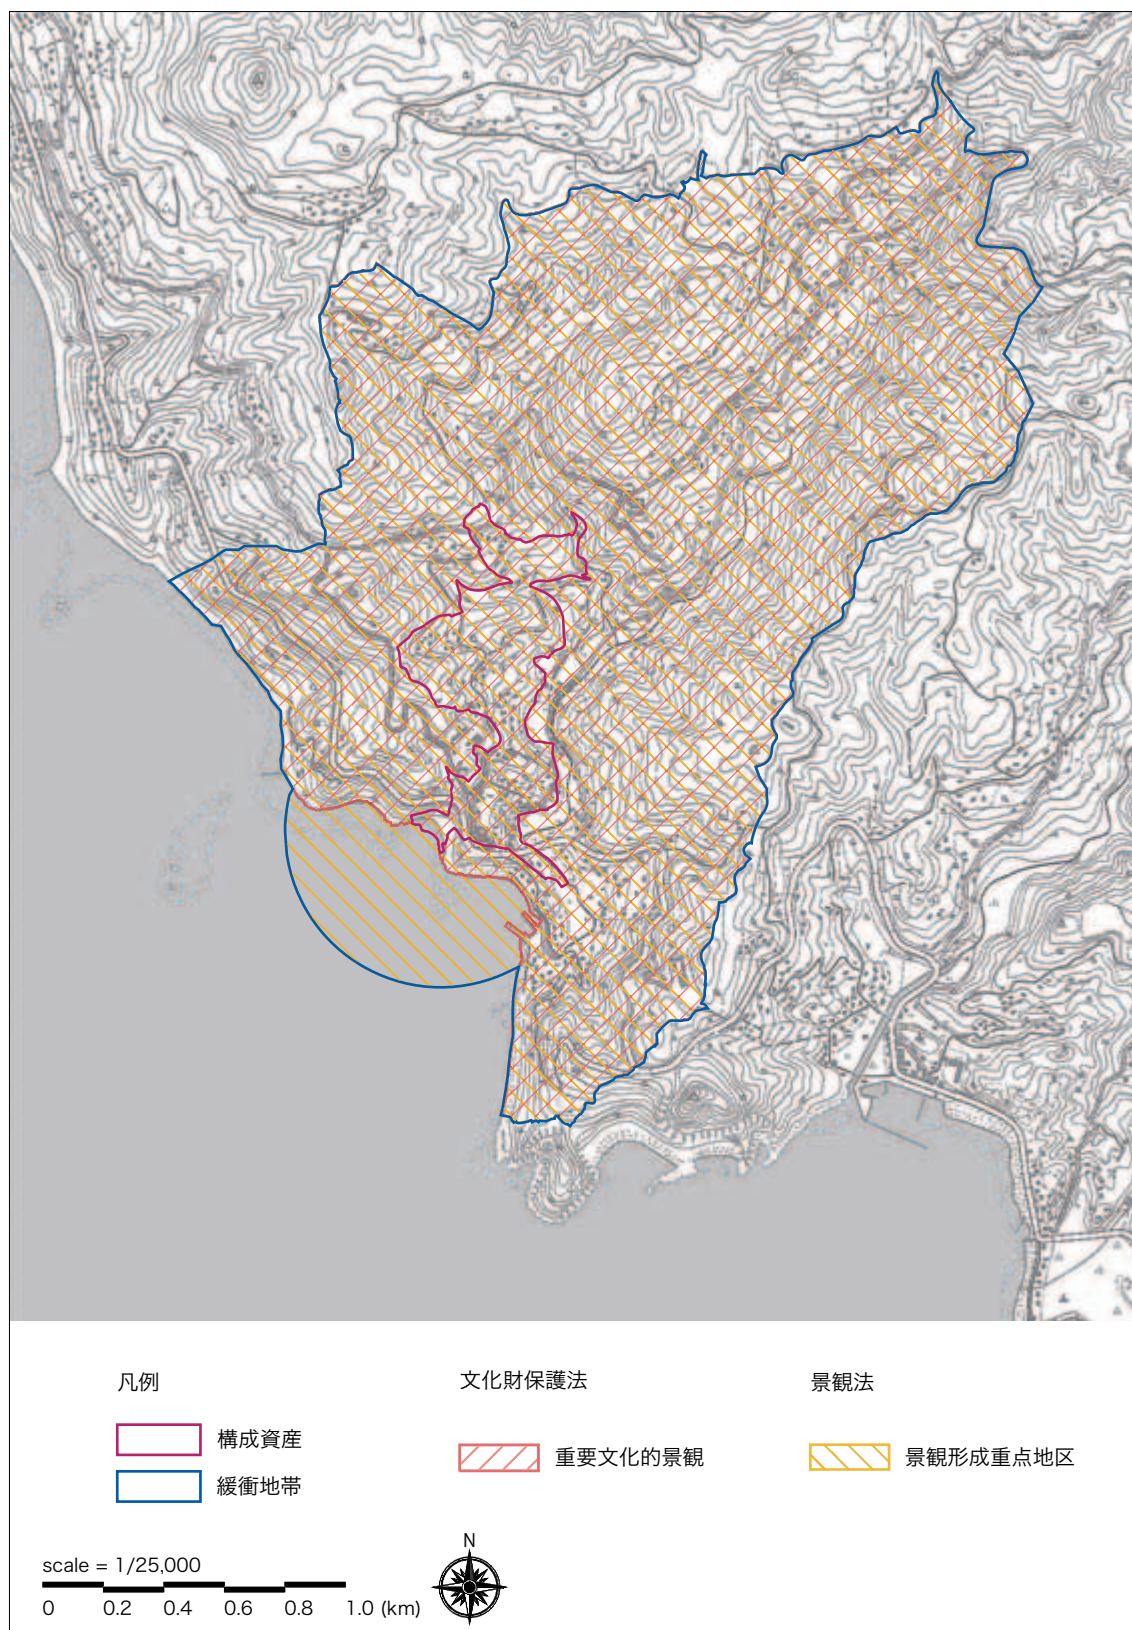 凡例
構成資産
緩衝地帯
文化財保護法
重要文化的景観
景観法
景観形成重点地区
scale = 1/25,000
0 0.2 0.4 0.6 0.8 1.0 (km)
N